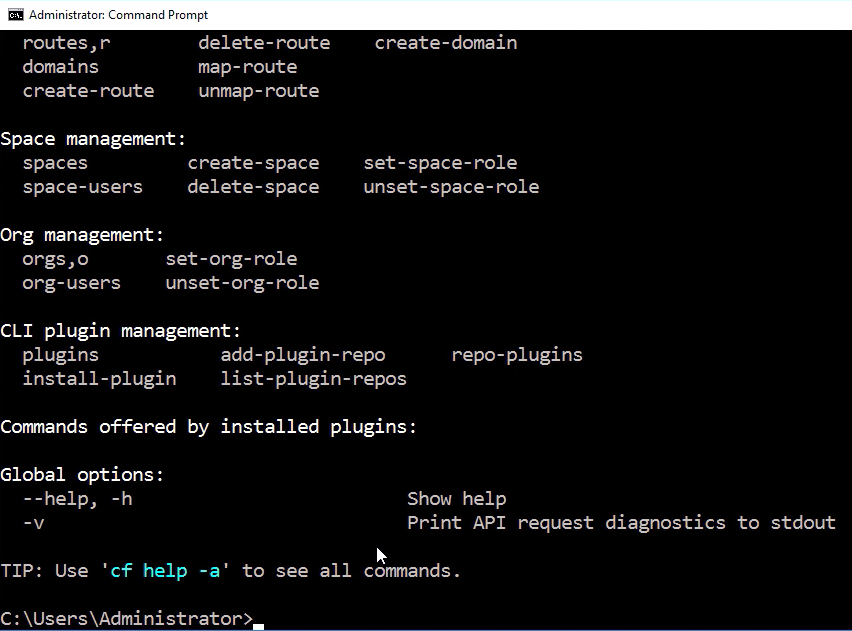 Administrator: Command Prompt
routes,r delete-route create-domain
domains map-route
create-route unmap-route
Space management:
spaces create-space set-space-role
space-users delete-space unset-space-role
Org management:
orgs,o set-org-role
org-users unset-org-role
CLI plugin management:
plugins add-plugin-repo repo-plugins
install-plugin list-plugin-repos
Commands offered by installed plugins:
Global options:
--help, -h Show help
-v Print API request diagnostics to stdout
TIP: Use 'cf help -a' to see all commands.
C:\Users\Administrator>